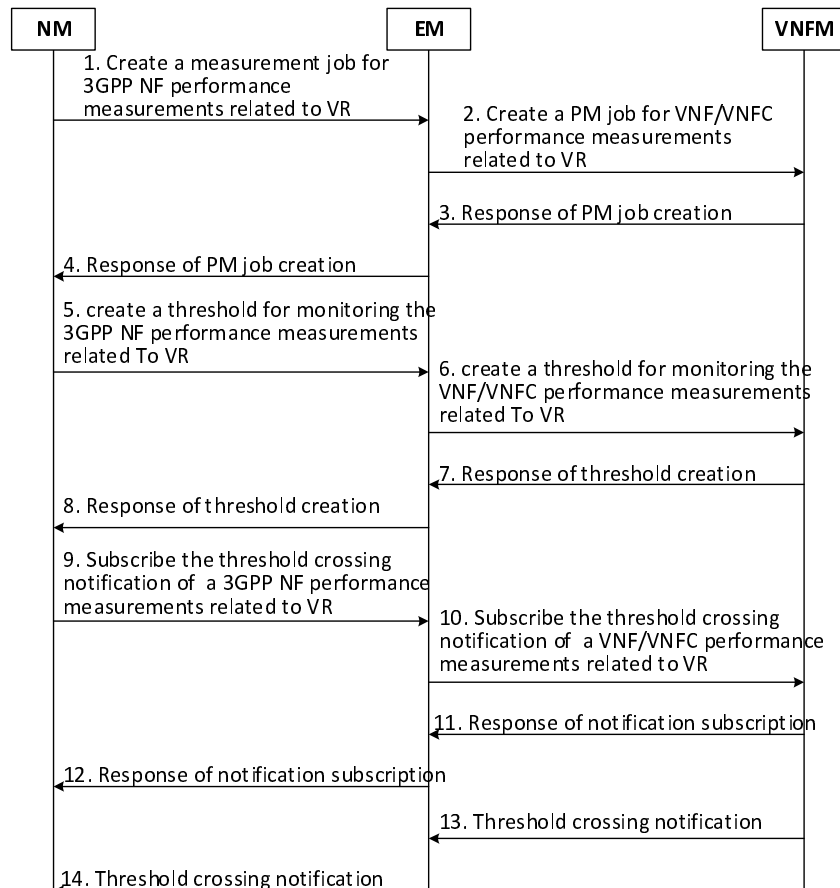 NM
EM
VNFM
1. Create a measurement job for
3GPP NF performance
measurements related to VR
2. Create a PM job for VNF/VNFC
performance measurements
related to VR
3. Response of PM job creation
4. Response of PM job creation
5. create a threshold for monitoring the
3GPP NF performance measurements
related To VR
6. create a threshold for monitoring the
VNF/VNFC performance measurements
related To VR
7. Response of threshold creation
8. Response of threshold creation
9. Subscribe the threshold crossing
notification of a 3GPP NF performance
measurements related to VR
10. Subscribe the threshold crossing
notification of a VNF/VNFC performance
measurements related to VR
11. Response of notification subscription
12. Response of notification subscription
13. Threshold crossing notification
14. Threshold crossing notification